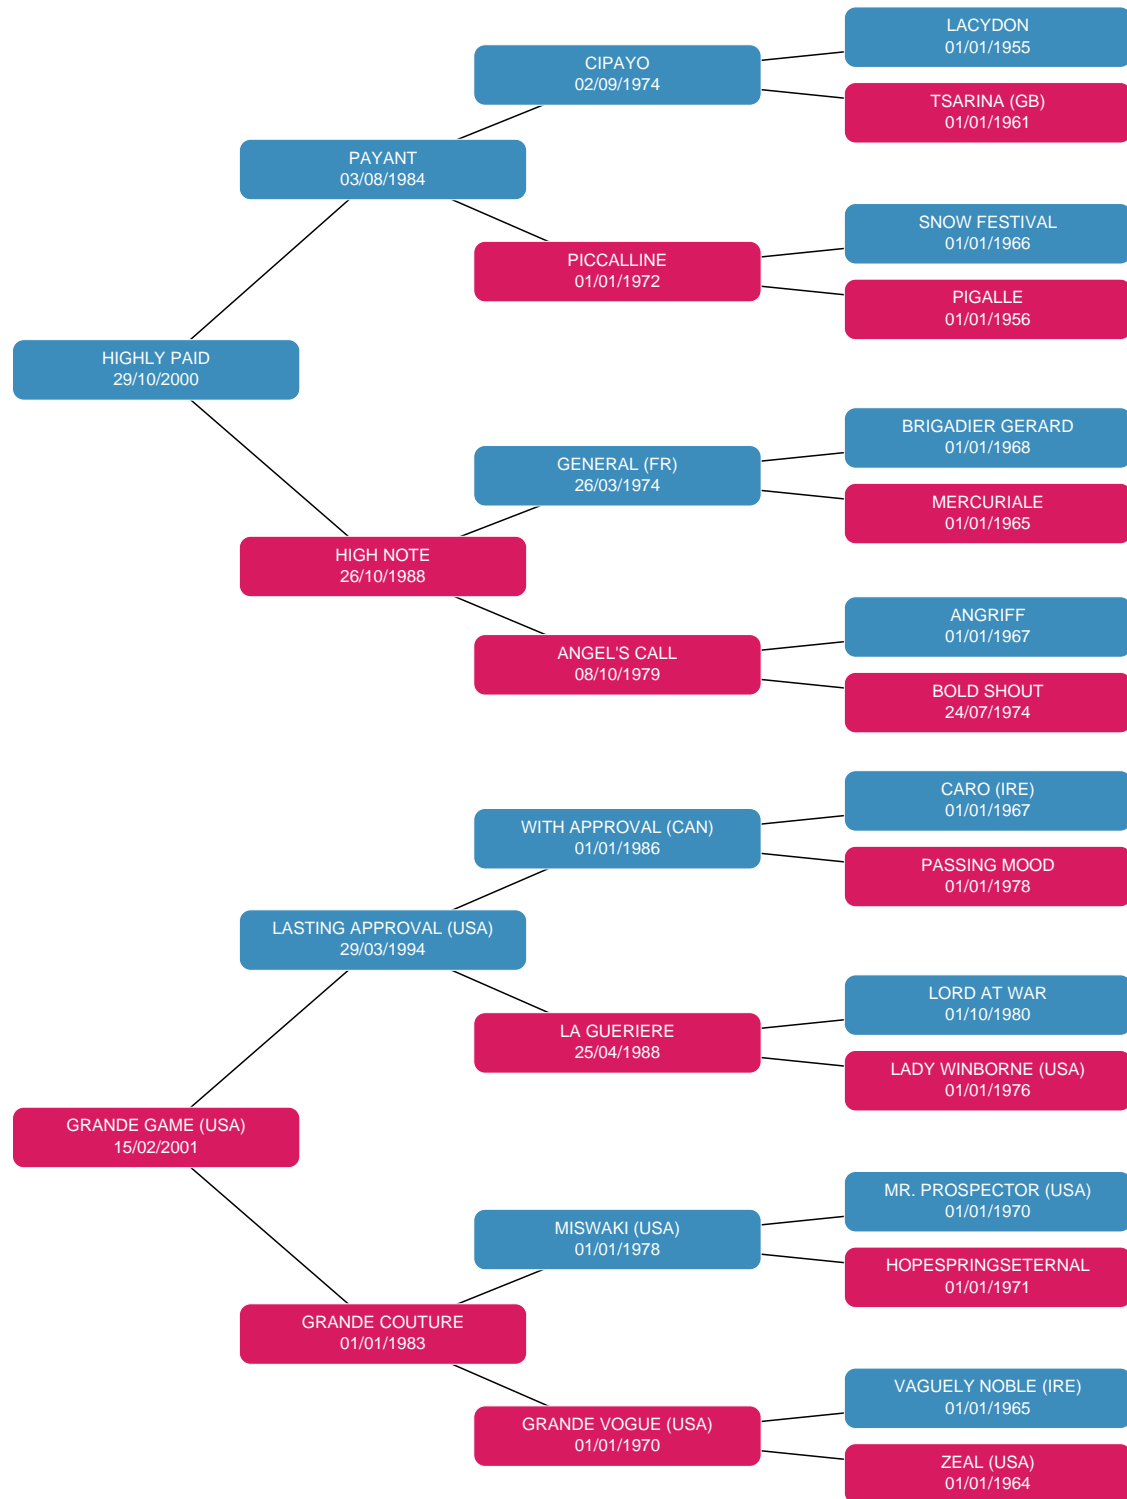 LACYDON
01/01/1955
CIPAYO
02/09/1974
TSARINA (GB)
01/01/1961
PAYANT
03/08/1984
SNOW FESTIVAL
01/01/1966
PICCALLINE
01/01/1972
PIGALLE
01/01/1956
HIGHLY PAID
29/10/2000
BRIGADIER GERARD
01/01/1968
GENERAL (FR)
26/03/1974
MERCURIALE
01/01/1965
HIGH NOTE
26/10/1988
ANGRIFF
01/01/1967
ANGEL'S CALL
08/10/1979
BOLD SHOUT
24/07/1974
CARO (IRE)
01/01/1967
WITH APPROVAL (CAN)
01/01/1986
PASSING MOOD
01/01/1978
LASTING APPROVAL (USA)
29/03/1994
LORD AT WAR
01/10/1980
LA GUERIERE
25/04/1988
LADY WINBORNE (USA)
01/01/1976
GRANDE GAME (USA)
15/02/2001
MR. PROSPECTOR (USA)
01/01/1970
MISWAKI (USA)
01/01/1978
HOPESPRINGSETERNAL
01/01/1971
GRANDE COUTURE
01/01/1983
VAGUELY NOBLE (IRE)
01/01/1965
GRANDE VOGUE (USA)
01/01/1970
ZEAL (USA)
01/01/1964